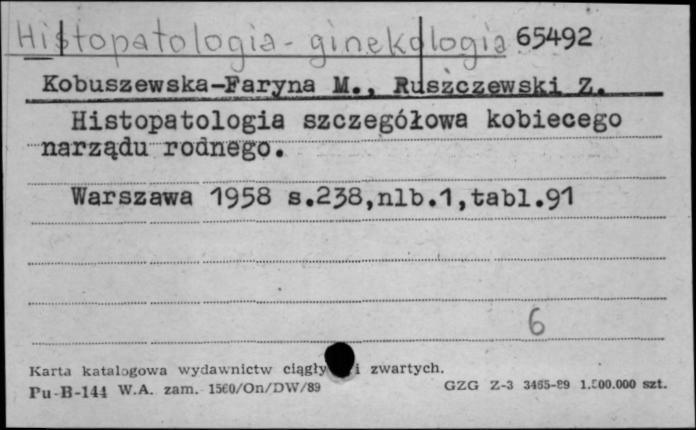 Histopatologia - ginekologia 65492
Kobuszewska-Faryna M., Ruszczewski Z.
Histopatologia szczegółowa kobiecego
narządu rodnego.
Warszawa 1958 s.238,nlb.1,tabl.91
6
Karta katalogowa wydawnictw ciągły i zwartych.
Pu-B-144 W.A. zam. 1560/On/DW/89 GZG Z-3 3465-89 1.500.000 szt.